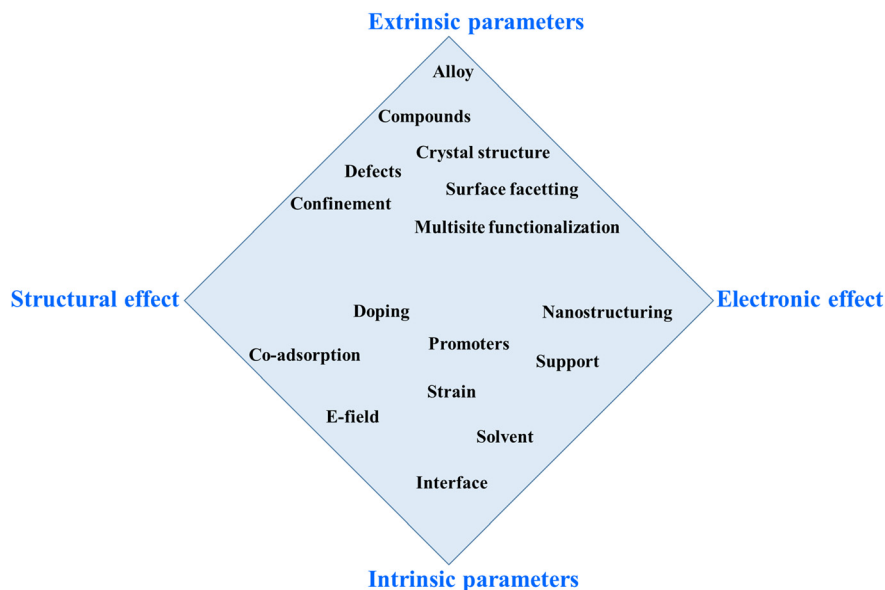 Extrinsic parameters
Alloy
Compounds
Crystal structure
Defects
Surface facetting
Confinement
Multisite functionalization
Structural effect
Electronic effect
Doping
Nanostructuring
Promoters
Co-adsorption
Support
Strain
E-field
Solvent
Interface
Intrinsic parameters